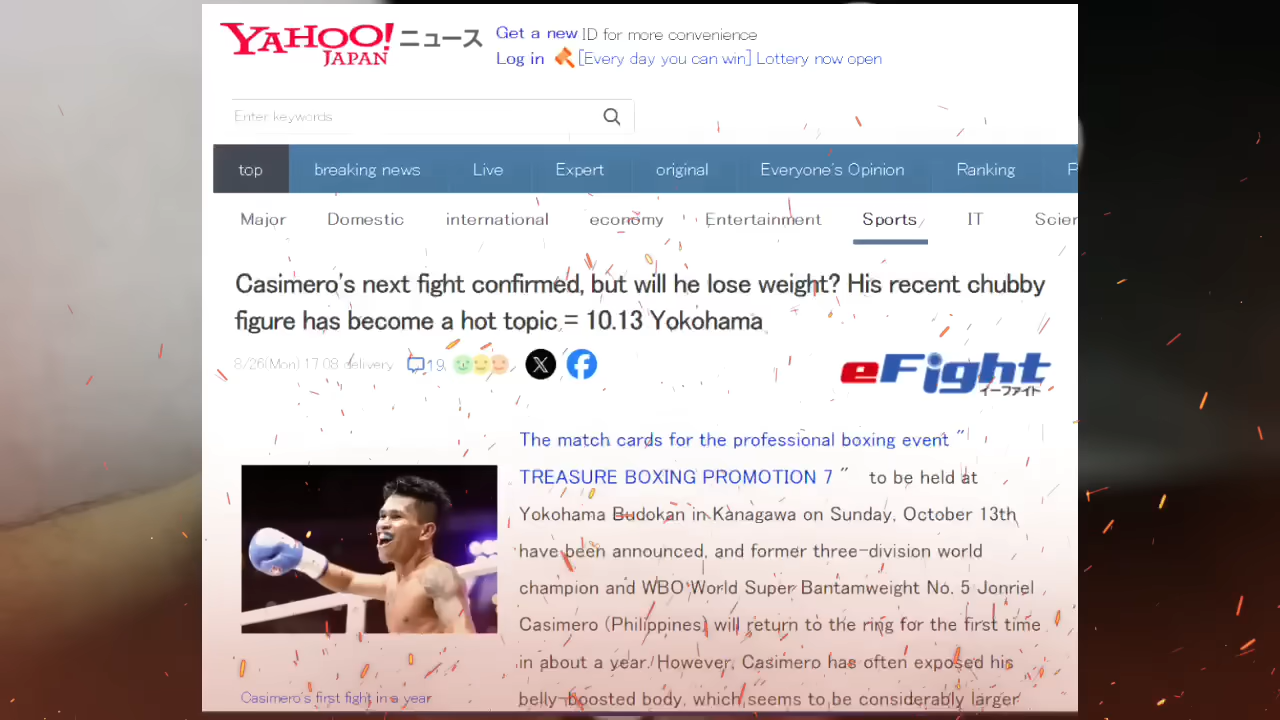 YAHOO! JAPAN ニュース
Get a new ID for more convenience
Log in [Every day you can win] Lottery now open
Enter keywords
top breaking news Live Expert original Everyone's Opinion Ranking P
Major Domestic international economy Entertainment Sports IT Scien
Casimero's next fight confirmed, but will he lose weight? His recent chubby
figure has become a hot topic = 10.13 Yokohama
8/26(Mon) 17:08 delivery 19
eFight
イーファイト
The match cards for the professional boxing event "
TREASURE BOXING PROMOTION 7 " to be held at
Yokohama Budokan in Kanagawa on Sunday, October 13th
have been announced, and former three-division world
champion and WBO World Super Bantamweight No. 5 Jonriel
Casimero (Philippines) will return to the ring for the first time
in about a year. However, Casimero has often exposed his
belly-boosted body, which seems to be considerably larger
Casimero's first fight in a year